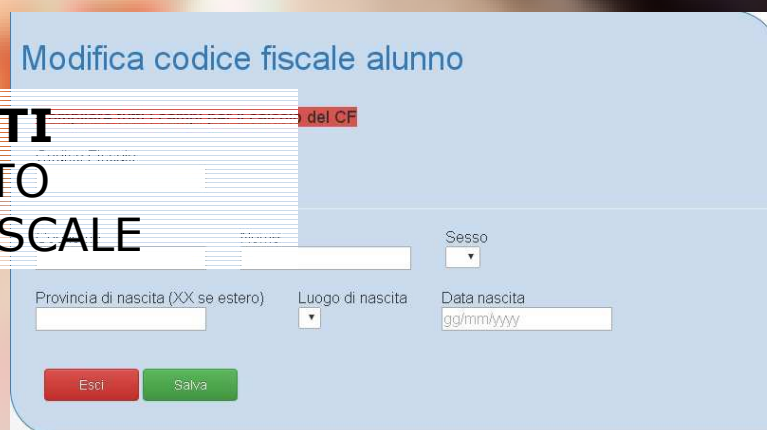 Modifica codice fiscale alunno
TI
del CF
TO
SCALE
Sesso
Provincia di nascita (XX se estero) Luogo di nascita Data nascita
gg/mm/yyyy
Esci Salva